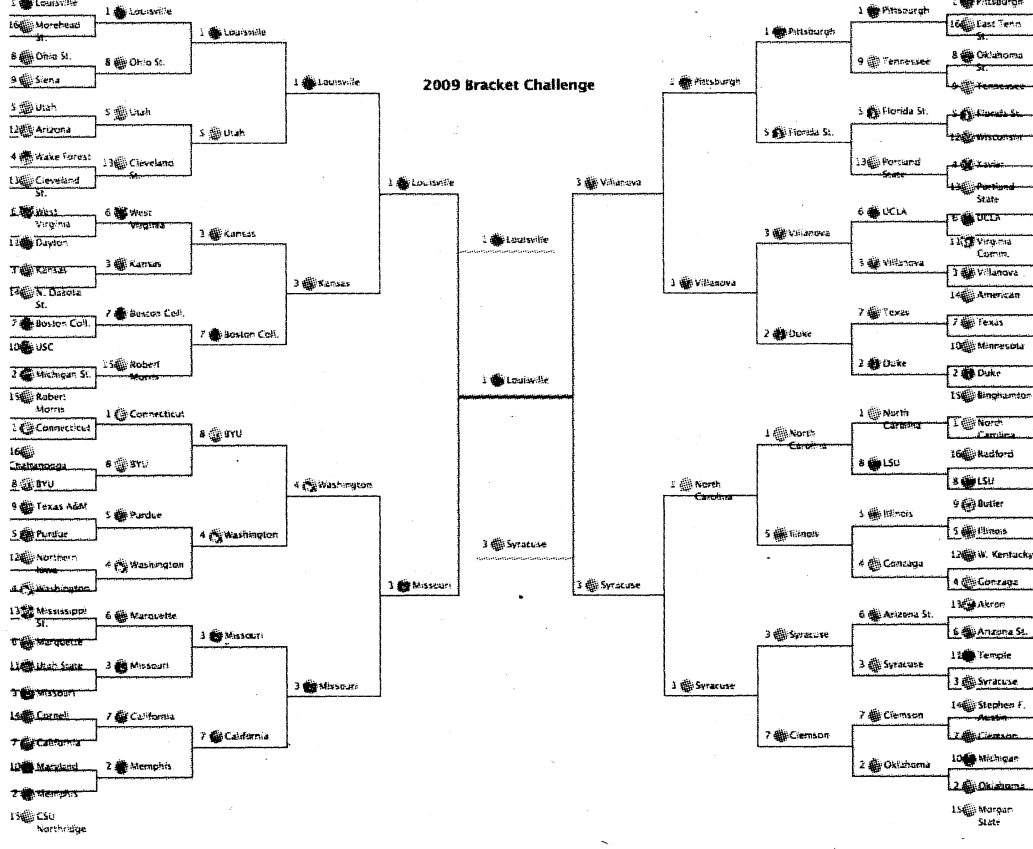 2009 Bracket Challenge
1 Louisville
16 Morehead
St.
8 Ohio St.
9 Siena
5 Utah
12 Arizona
4 Wake Forest
13 Cleveland
St.
6 West
Virginia
11 Dayton
3 Kansas
14 N. Dakota
St.
7 Boston Coll.
10 USC
2 Michigan St.
15 Robert
Morris
1 Connecticut
16
Chattanooga
8 BYU
9 Texas A&M
5 Purdue
12 Northern
Iowa
4 Washington
13 Mississippi
St.
6 Marquette
11 Utah State
3 Missouri
14 Cornell
7 California
10 Maryland
2 Memphis
15 CSU
Northridge
1 Louisville
8 Ohio St.
5 Utah
13 Cleveland
St.
6 West
Virginia
3 Kansas
7 Boston Coll.
15 Robert
Morris
1 Connecticut
8 BYU
5 Purdue
4 Washington
6 Marquette
3 Missouri
7 California
2 Memphis
1 Louisville
5 Utah
3 Kansas
7 Boston Coll.
8 BYU
4 Washington
3 Missouri
7 California
1 Louisville
3 Kansas
4 Washington
3 Missouri
1 Louisville
3 Missouri
1 Louisville
1 Louisville
3 Syracuse
3 Villanova
3 Syracuse
1 Pittsburgh
3 Villanova
1 North
Carolina
3 Syracuse
1 Pittsburgh
5 Florida St.
3 Villanova
2 Duke
1 North
Carolina
5 Illinois
3 Syracuse
7 Clemson
1 Pittsburgh
9 Tennessee
5 Florida St.
13 Portland
State
6 UCLA
3 Villanova
7 Texas
2 Duke
1 North
Carolina
8 LSU
5 Illinois
4 Gonzaga
6 Arizona St.
3 Syracuse
7 Clemson
2 Oklahoma
1 Pittsburgh
16 East Tenn
St.
8 Oklahoma
St.
9 Tennessee
5 Florida St.
12 Wisconsin
4 Xavier
13 Portland
State
6 UCLA
11 Virginia
Comm.
3 Villanova
14 American
7 Texas
10 Minnesota
2 Duke
15 Binghamton
1 North
Carolina
16 Radford
8 LSU
9 Butler
5 Illinois
12 W. Kentucky
4 Gonzaga
13 Akron
6 Arizona St.
11 Temple
3 Syracuse
14 Stephen F.
Austin
7 Clemson
10 Michigan
2 Oklahoma
15 Morgan
State